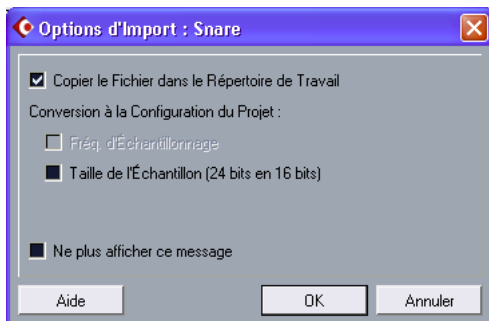 Options d'Import : Snare
Copier le Fichier dans le Répertoire de Travail
Conversion à la Configuration du Projet :
Fréq. d'Échantillonnage
Taille de l'Échantillon (24 bits en 16 bits)
Ne plus afficher ce message
Aide OK Annuler